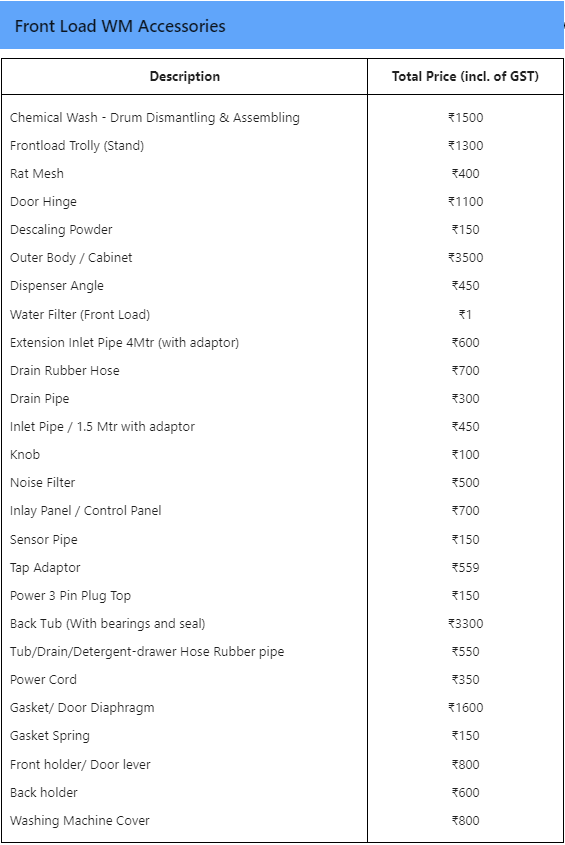 Front Load WM Accessories
Description Total Price (incl. of GST)
Chemical Wash - Drum Dismantling & Assembling ₹1500
Frontload Trolly (Stand) ₹1300
Rat Mesh ₹400
Door Hinge ₹1100
Descaling Powder ₹150
Outer Body / Cabinet ₹3500
Dispenser Angle ₹450
Water Filter (Front Load) ₹1
Extension Inlet Pipe 4Mtr (with adaptor) ₹600
Drain Rubber Hose ₹700
Drain Pipe ₹300
Inlet Pipe / 1.5 Mtr with adaptor ₹450
Knob ₹100
Noise Filter ₹500
Inlay Panel / Control Panel ₹700
Sensor Pipe ₹150
Tap Adaptor ₹559
Power 3 Pin Plug Top ₹150
Back Tub (With bearings and seal) ₹3300
Tub/Drain/Detergent-drawer Hose Rubber pipe ₹550
Power Cord ₹350
Gasket/ Door Diaphragm ₹1600
Gasket Spring ₹150
Front holder/ Door lever ₹800
Back holder ₹600
Washing Machine Cover ₹800